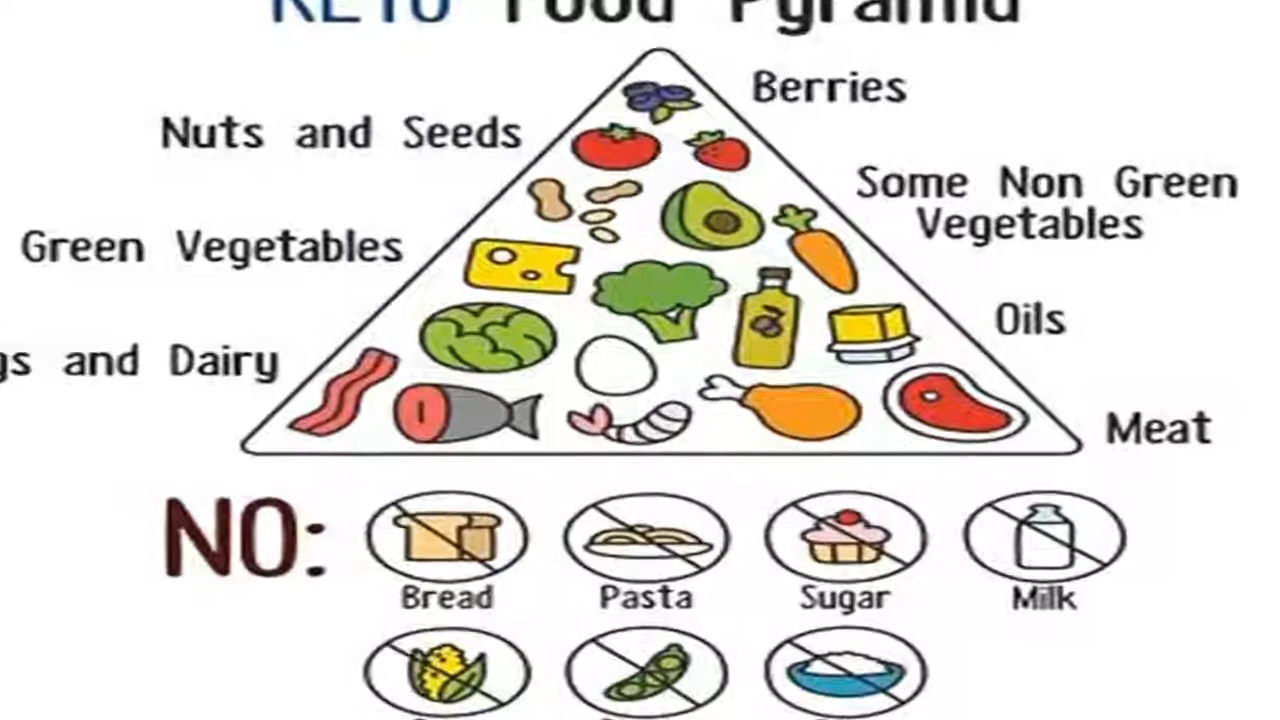 KETO Food Pyramid
Berries
Nuts and Seeds
Some Non Green
Vegetables
Green Vegetables
Oils
and Dairy
Meat
NO:
Bread Pasta Sugar Milk